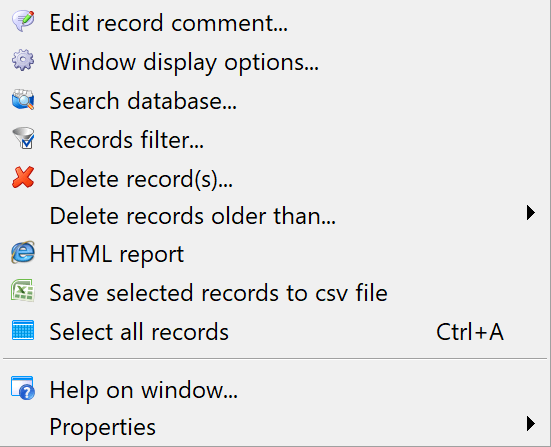 Edit record comment...
Window display options...
Search database...
Records filter...
Delete record(s)...
Delete records older than...
HTML report
Save selected records to csv file
Select all records Ctrl+A
Help on window...
Properties